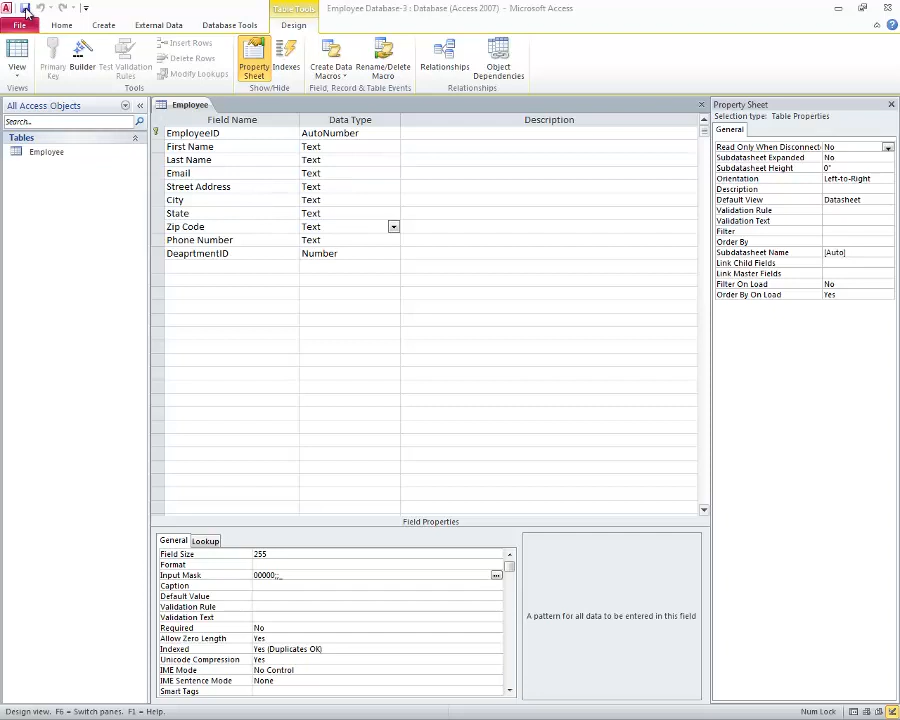 Table Tools
Employee Database-3 : Database (Access 2007) - Microsoft Access
File Home Create External Data Database Tools Design
View
Primary Key
Builder
Test Validation Rules
Insert Rows
Delete Rows
Modify Lookups
Property Sheet
Indexes
Create Data Macros
Rename/Delete Macro
Relationships
Object Dependencies
Views Tools Show/Hide Field, Record & Table Events Relationships
All Access Objects
Search..
Tables
Employee
Employee
Field Name Data Type Description
EmployeeID AutoNumber
First Name Text
Last Name Text
Email Text
Street Address Text
City Text
State Text
Zip Code Text
Phone Number Text
DeaprtmentID Number
Field Properties
General Lookup
Field Size 255
Format
Input Mask 00000;;_
Caption
Default Value
Validation Rule
Validation Text
Required No
Allow Zero Length Yes
Indexed Yes (Duplicates OK)
Unicode Compression Yes
IME Mode No Control
IME Sentence Mode None
Smart Tags
A pattern for all data to be entered in this field
Property Sheet
Selection type: Table Properties
General
Read Only When Disconnect No
Subdatasheet Expanded No
Subdatasheet Height 0"
Orientation Left-to-Right
Description
Default View Datasheet
Validation Rule
Validation Text
Filter
Order By
Subdatasheet Name [Auto]
Link Child Fields
Link Master Fields
Filter On Load No
Order By On Load Yes
Design view. F6 = Switch panes. F1 = Help.
Num Lock